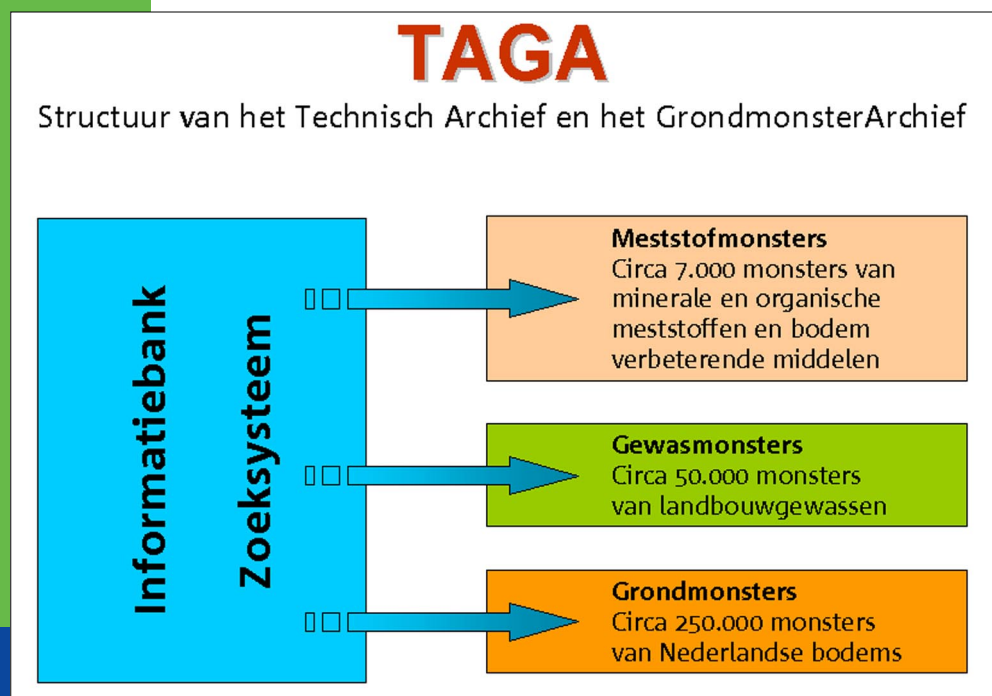 TAGA
Structuur van het Technisch Archief en het GrondmonsterArchief
Informatiebank
Zoeksysteem
Meststofmonsters
Circa 7.000 monsters van
minerale en organische
meststoffen en bodem
verbeterende middelen
Gewasmonsters
Circa 50.000 monsters
van landbouwgewassen
Grondmonsters
Circa 250.000 monsters
van Nederlandse bodems